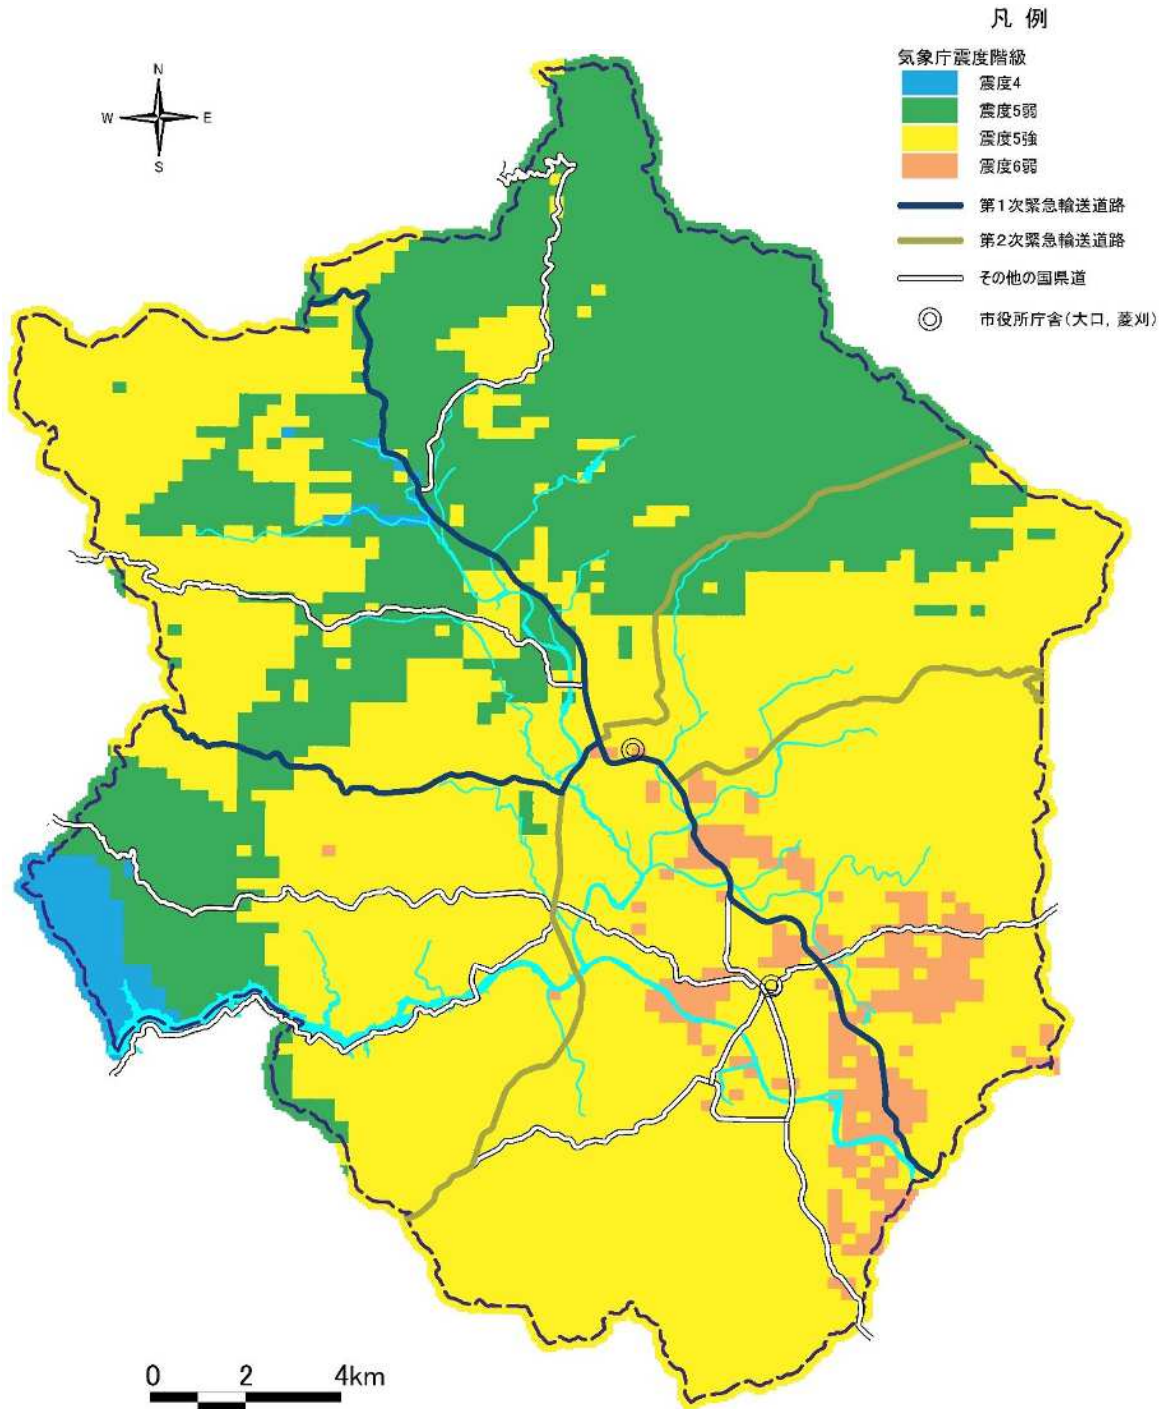 凡 例
気象庁震度階級
震度4
震度5弱
震度5強
震度6弱
第1次緊急輸送道路
第2次緊急輸送道路
その他の国県道
市役所庁舎(大口, 菱刈)
N
W E
S
0 2 4km